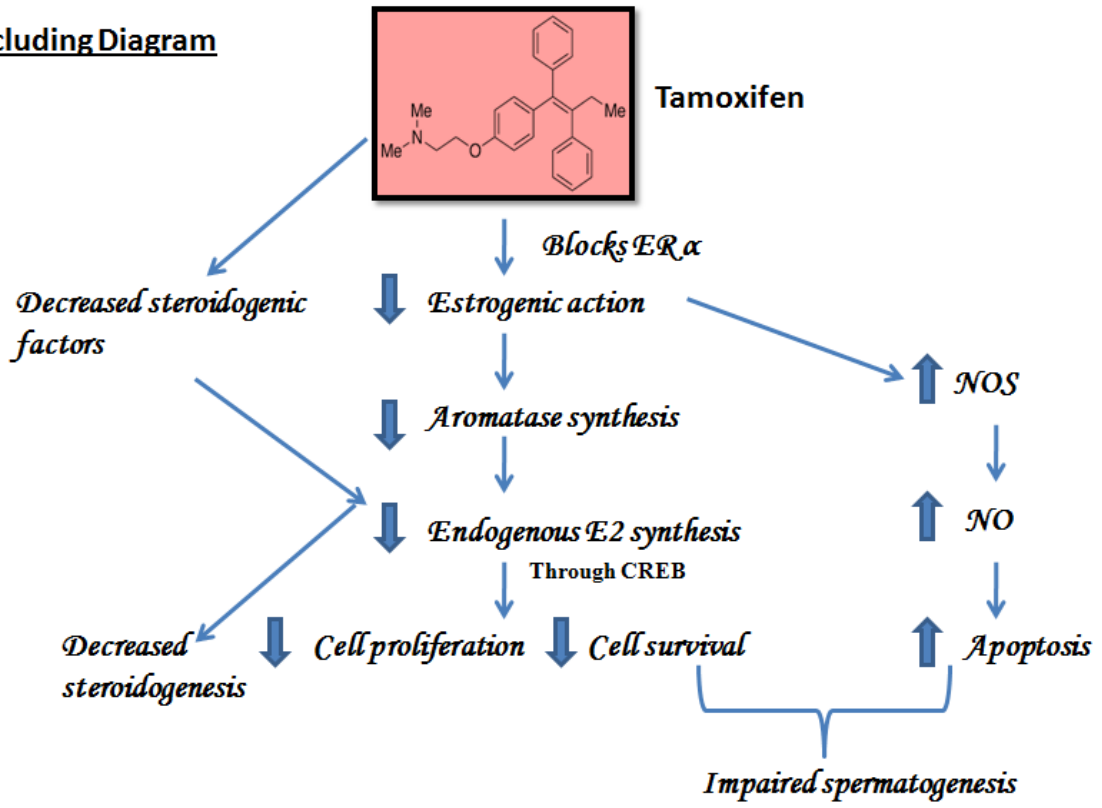 cluding Diagram
Tamoxifen
Me
N
Me
O
Me
Blocks ER α
Decreased steroidogenic
factors
Estrogenic action
NOS
Aromatase synthesis
Endogenous E2 synthesis
NO
Through CREB
Decreased
steroidogenesis
Cell proliferation
Cell survival
Apoptosis
Impaired spermatogenesis